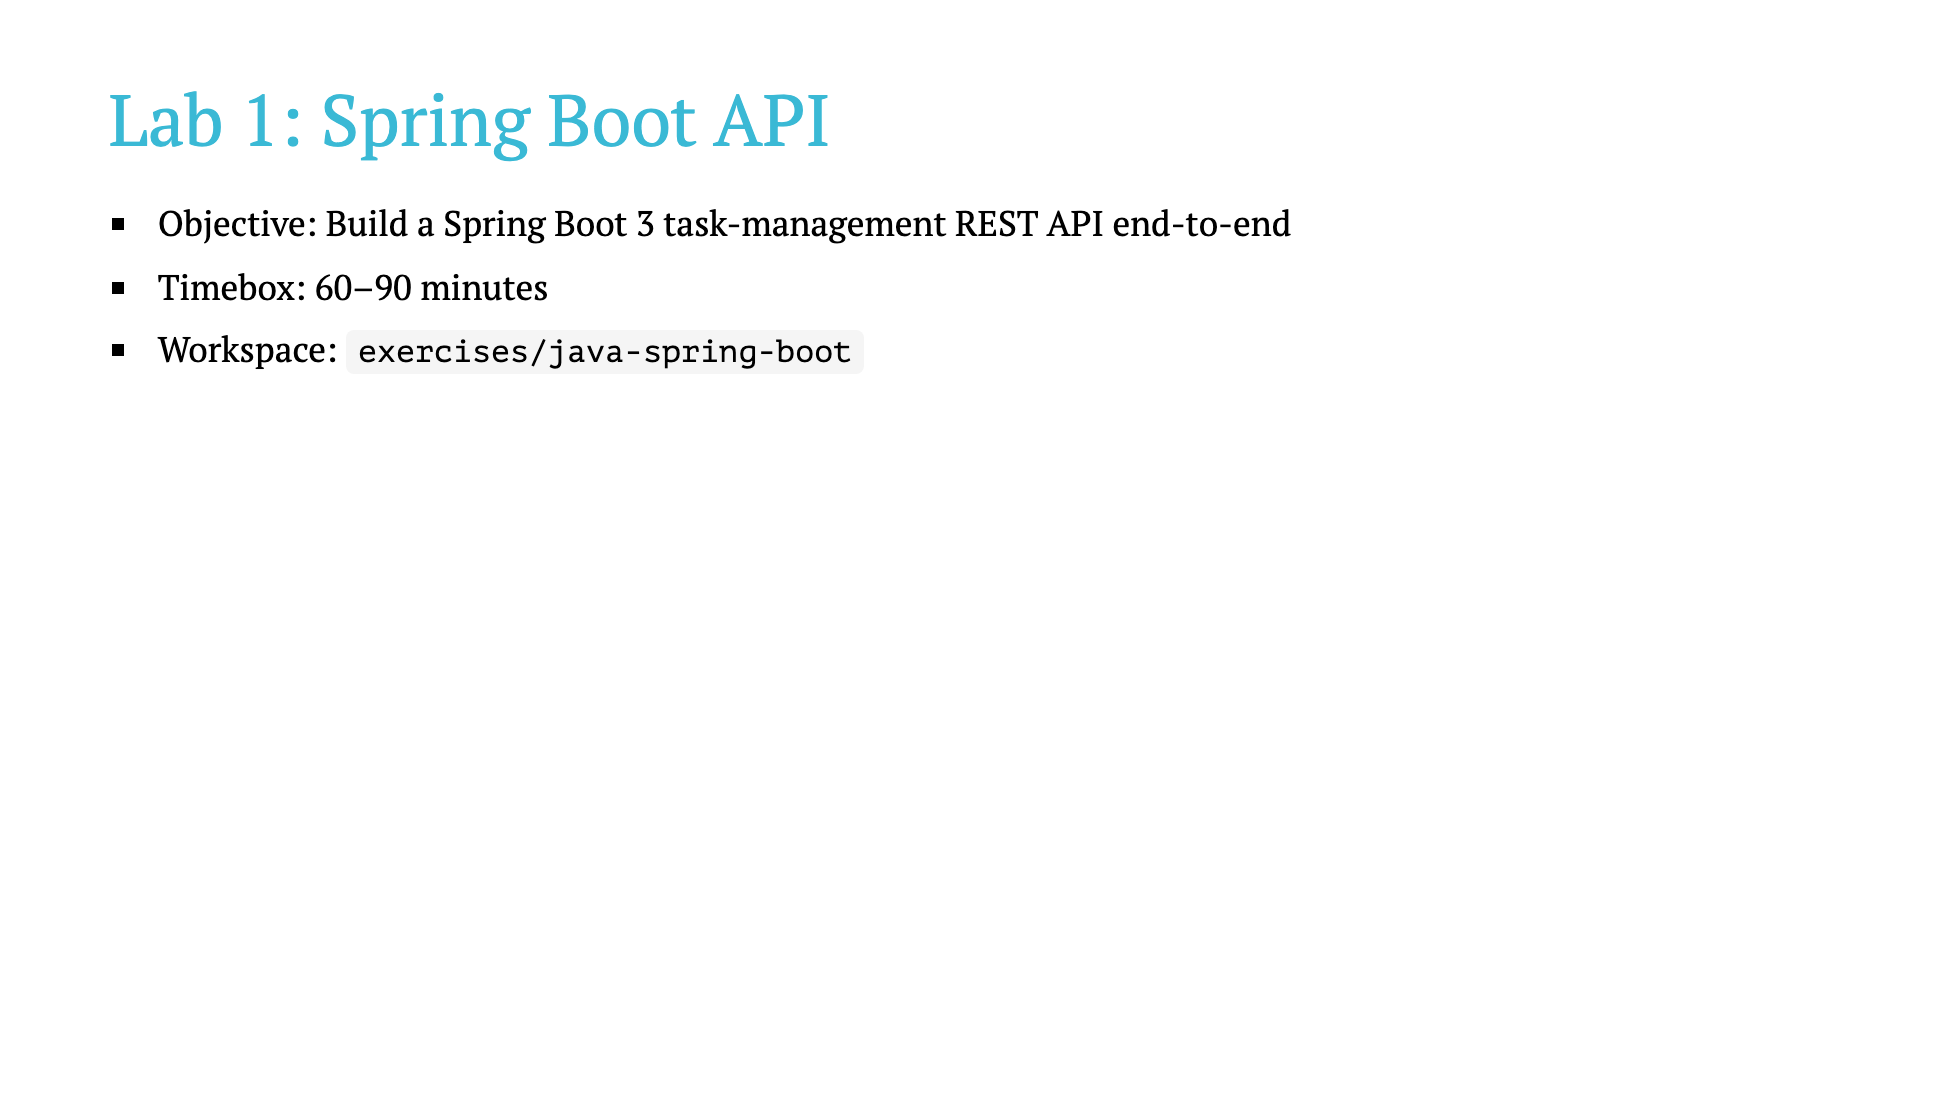 Lab 1: Spring Boot API
▪ Objective: Build a Spring Boot 3 task-management REST API end-to-end
▪ Timebox: 60–90 minutes
▪ Workspace: exercises/java-spring-boot